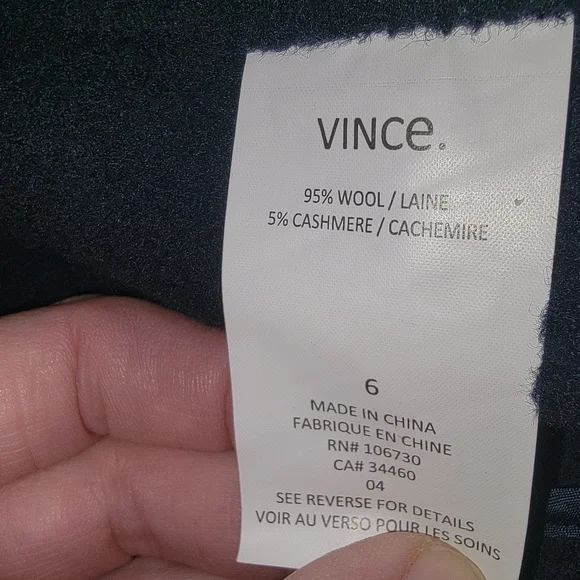 VINCe.
95% WOOL / LAINE
5% CASHMERE / CACHEMIRE
6
MADE IN CHINA
FABRIQUE EN CHINE
RN# 106730
CA# 34460
04
SEE REVERSE FOR DETAILS
VOIR AU VERSO POUR LES SOINS